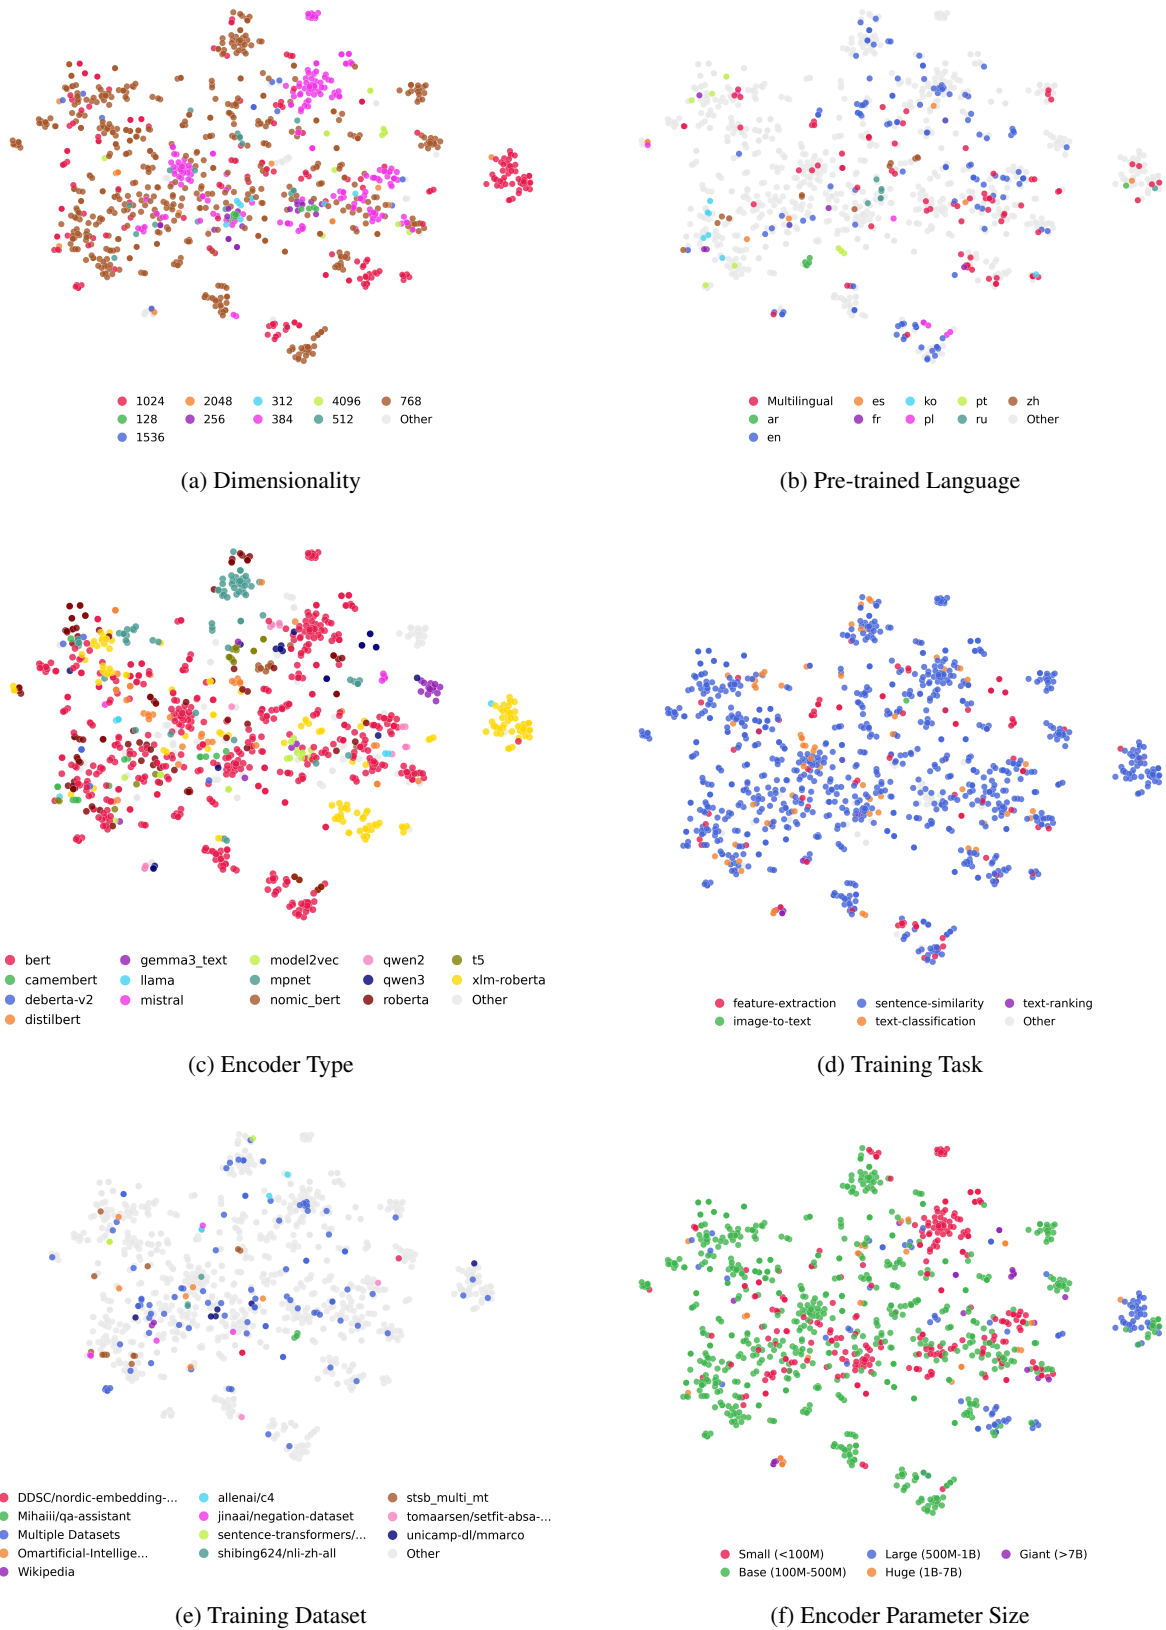 1024 2048 312 4096 768
128 256 384 512 Other
1536
(a) Dimensionality
Multilingual es ko pt zh
ar fr pl ru Other
en
(b) Pre-trained Language
bert gemma3_text model2vec qwen2 t5
camembert llama mpnet qwen3 xlm-roberta
deberta-v2 mistral nomic_bert roberta Other
distilbert
(c) Encoder Type
feature-extraction sentence-similarity text-ranking
image-to-text text-classification Other
(d) Training Task
DDSC/nordic-embedding-... allenai/c4 stsb_multi_mt
Mihaiii/qa-assistant jinaai/negation-dataset tomaarsen/setfit-absa-...
Multiple Datasets sentence-transformers/... unicamp-dl/mmarco
Omartificial-Intellige... shibing624/nli-zh-all Other
Wikipedia
(e) Training Dataset
Small (<100M) Large (500M-1B) Giant (>7B)
Base (100M-500M) Huge (1B-7B)
(f) Encoder Parameter Size